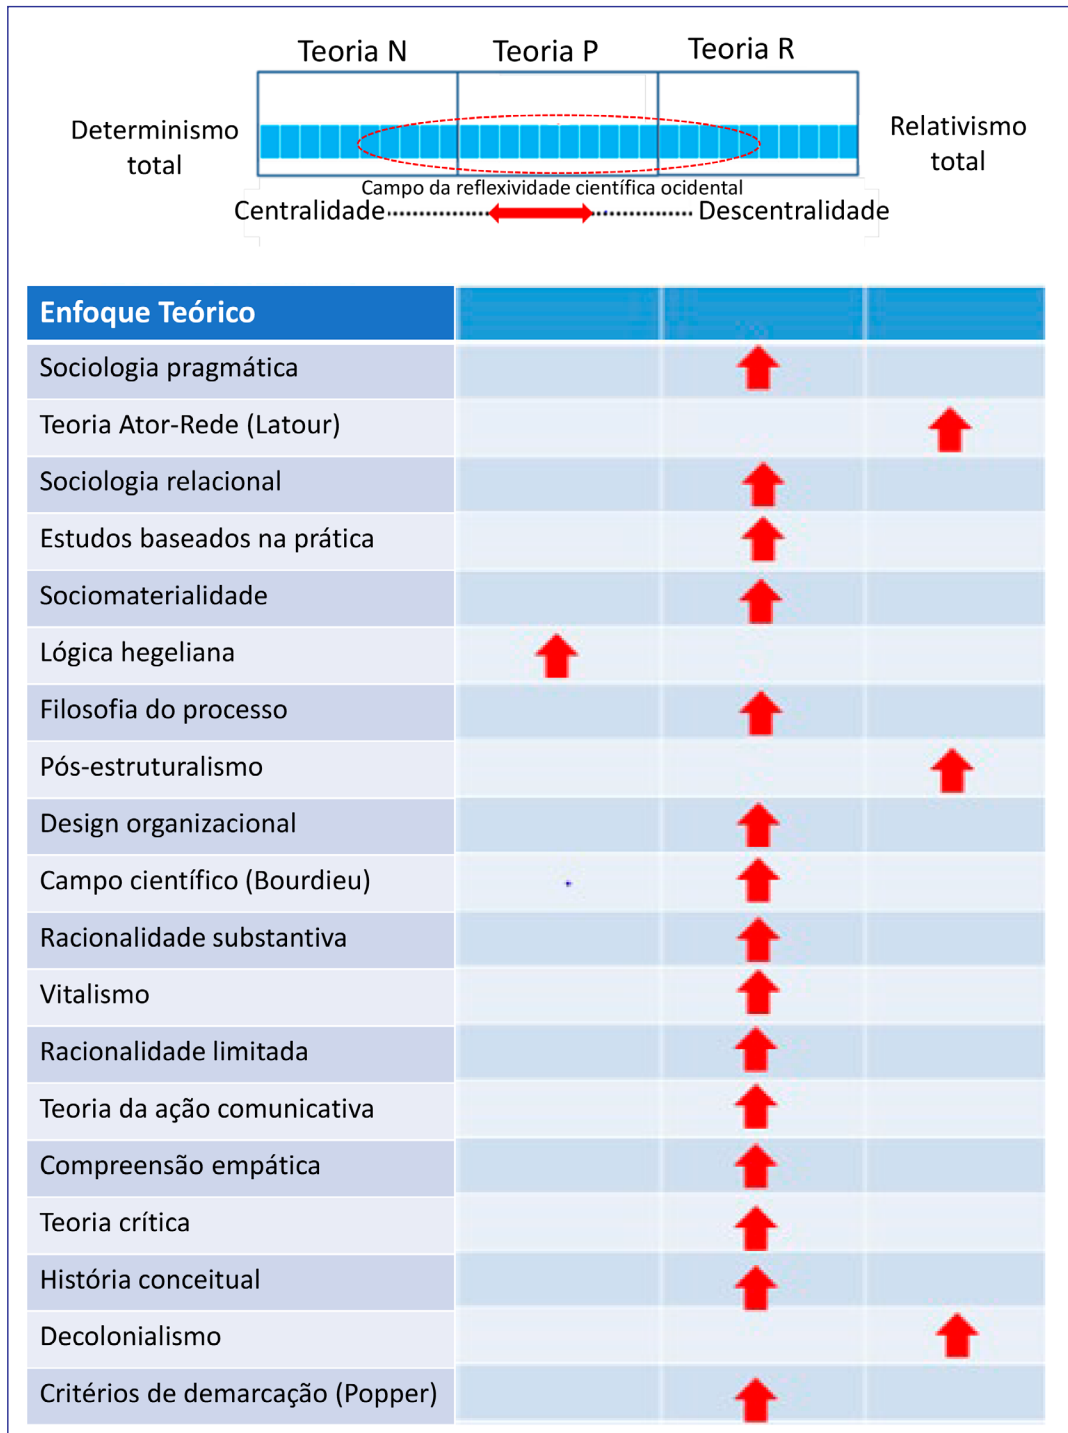 Teoria N Teoria P Teoria R
Determinismo total
Relativismo total
Campo da reflexividade científica ocidental
Centralidade Descentralidade
Enfoque Teórico
Sociologia pragmática
Teoria Ator-Rede (Latour)
Sociologia relacional
Estudos baseados na prática
Sociomaterialidade
Lógica hegeliana
Filosofia do processo
Pós-estruturalismo
Design organizacional
Campo científico (Bourdieu)
Racionalidade substantiva
Vitalismo
Racionalidade limitada
Teoria da ação comunicativa
Compreensão empática
Teoria crítica
História conceitual
Decolonialismo
Critérios de demarcação (Popper)